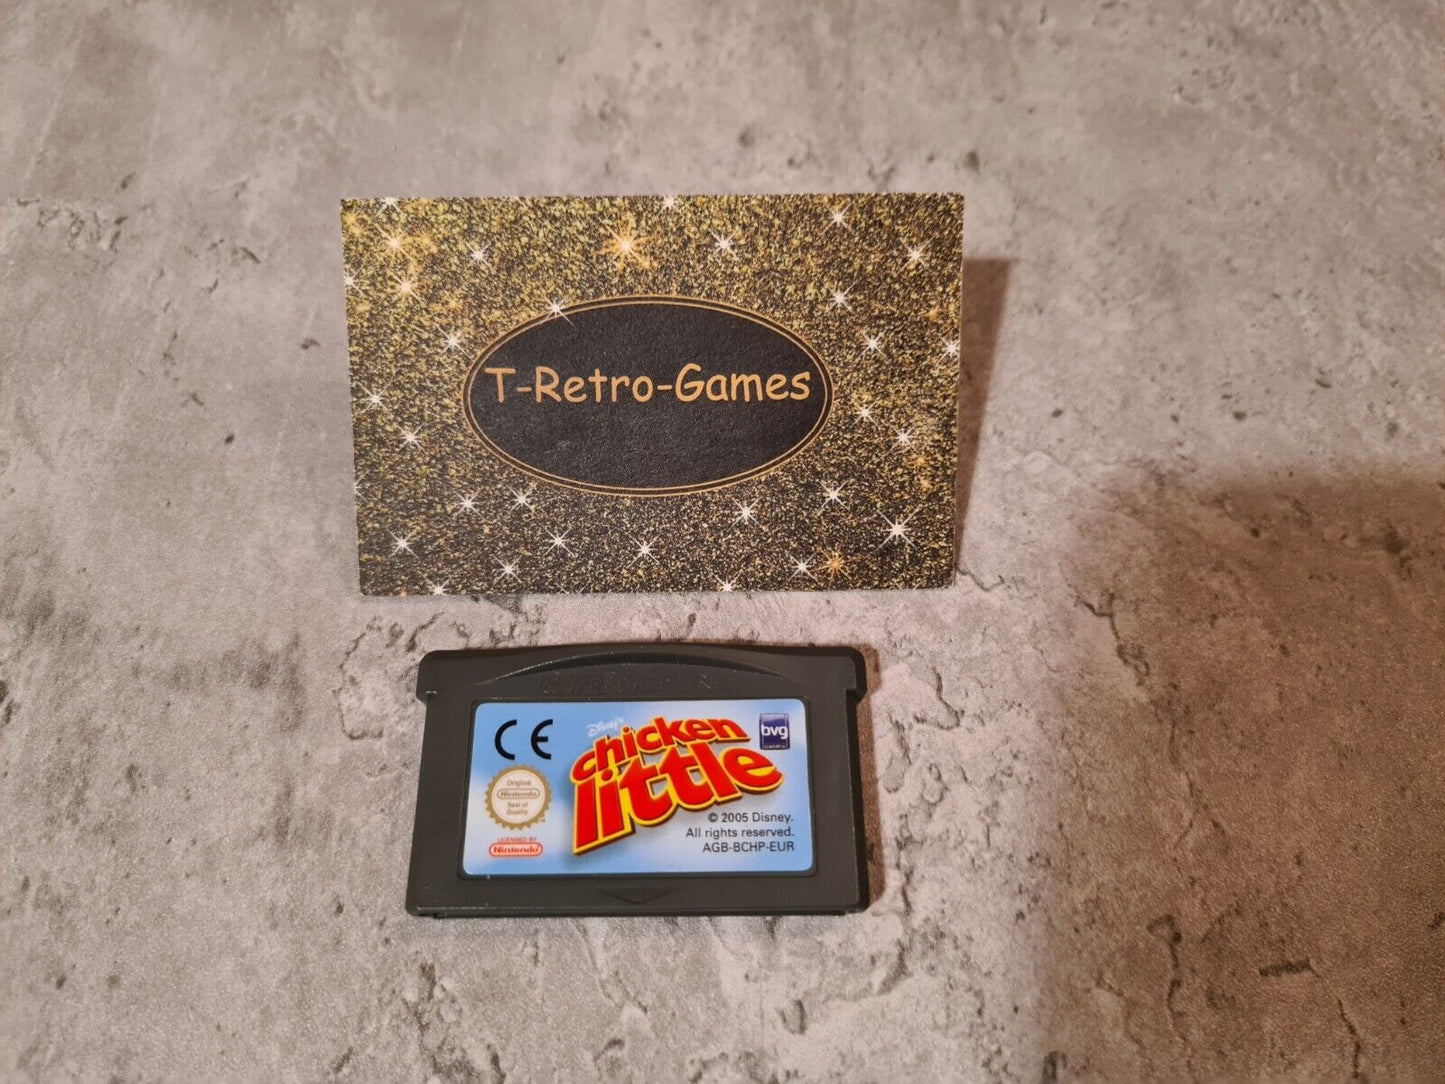 T-Retro-Games
CE
Disney's
chicken
little
bvg
Original
Nintendo
Seal of
Quality
LICENSED BY
Nintendo
© 2005 Disney.
All rights reserved.
AGB-BCHP-EUR